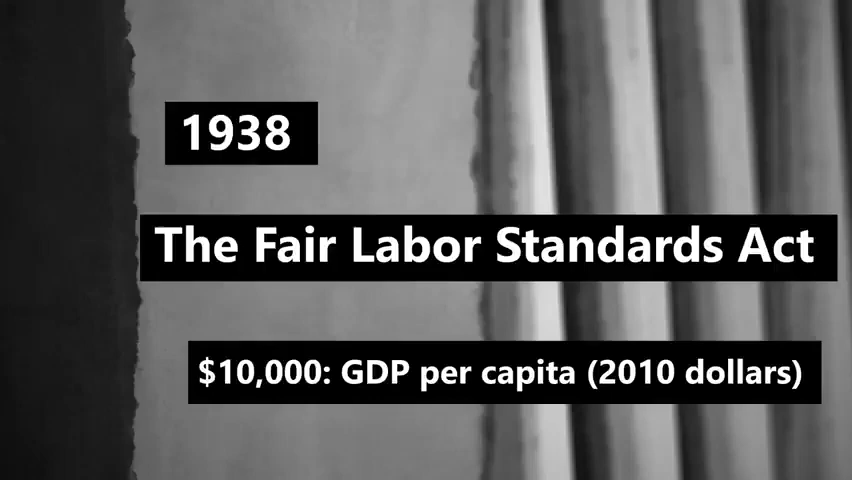 1938
The Fair Labor Standards Act
$10,000: GDP per capita (2010 dollars)